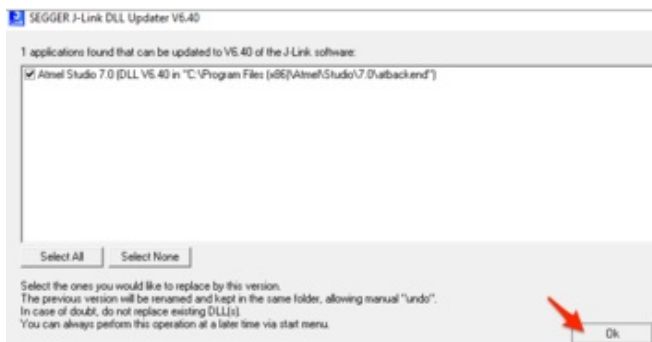 SEGGER J-Link DLL Updater V6.40
1 applications found that can be updated to V6.40 of the J-Link software:
Atmel Studio 7.0 (DLL V6.40 in "C:\Program Files (x86)\Atmel\Studio\7.0\atbackend")
Select All Select None
Select the ones you would like to replace by this version.
The previous version will be renamed and kept in the same folder, allowing manual "undo".
In case of doubt, do not replace existing DLL(s).
You can always perform this operation at a later time via start menu.
Ok